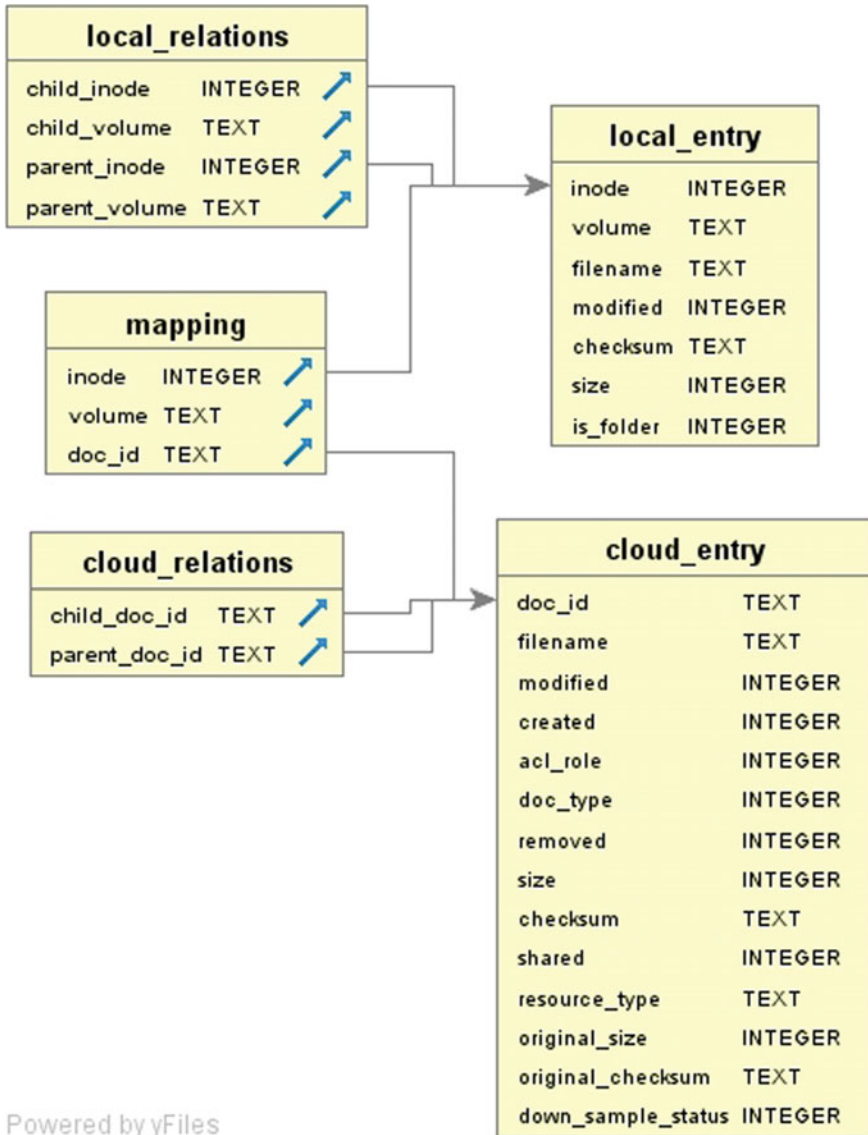 local_relations
child_inode INTEGER
child_volume TEXT
parent_inode INTEGER
parent_volume TEXT
local_entry
inode INTEGER
volume TEXT
filename TEXT
modified INTEGER
checksum TEXT
size INTEGER
is_folder INTEGER
mapping
inode INTEGER
volume TEXT
doc_id TEXT
cloud_relations
child_doc_id TEXT
parent_doc_id TEXT
cloud_entry
doc_id TEXT
filename TEXT
modified INTEGER
created INTEGER
acl_role INTEGER
doc_type INTEGER
removed INTEGER
size INTEGER
checksum TEXT
shared INTEGER
resource_type TEXT
original_size INTEGER
original_checksum TEXT
down_sample_status INTEGER
Powered by yFiles